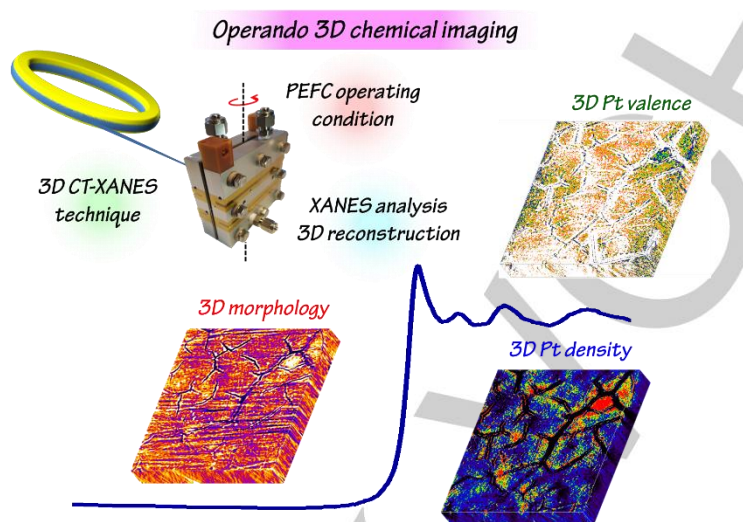 Operando 3D chemical imaging
PEFC operating
condition
3D Pt valence
3D CT-XANES
technique
XANES analysis
3D reconstruction
3D morphology
3D Pt density